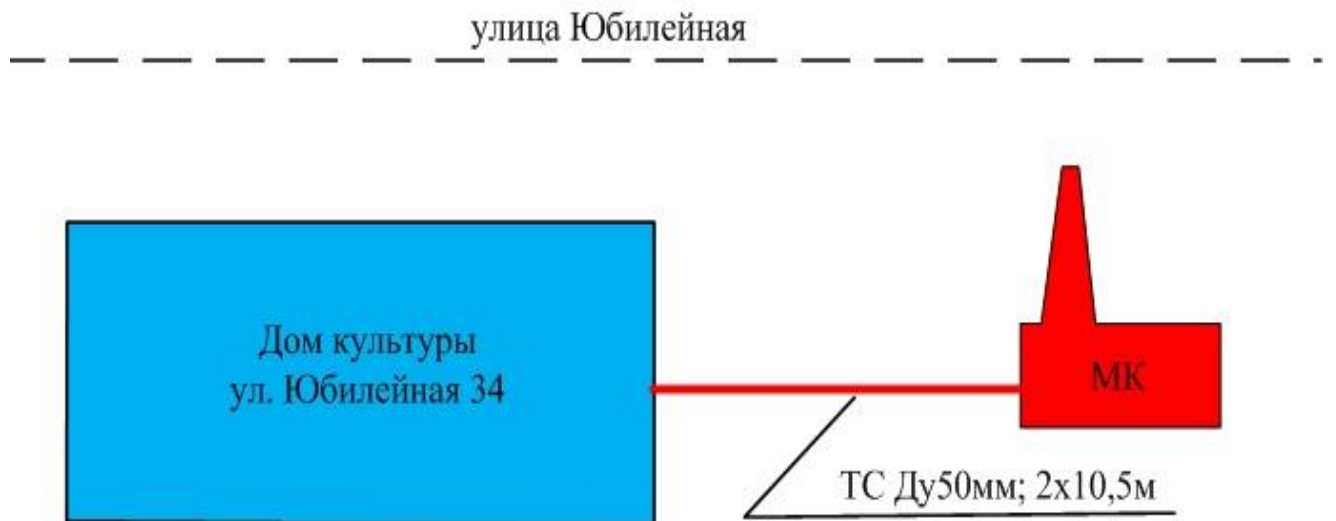 улица Юбилейная
Дом культуры
ул. Юбилейная 34
МК
ТС Ду50мм; 2х10,5м